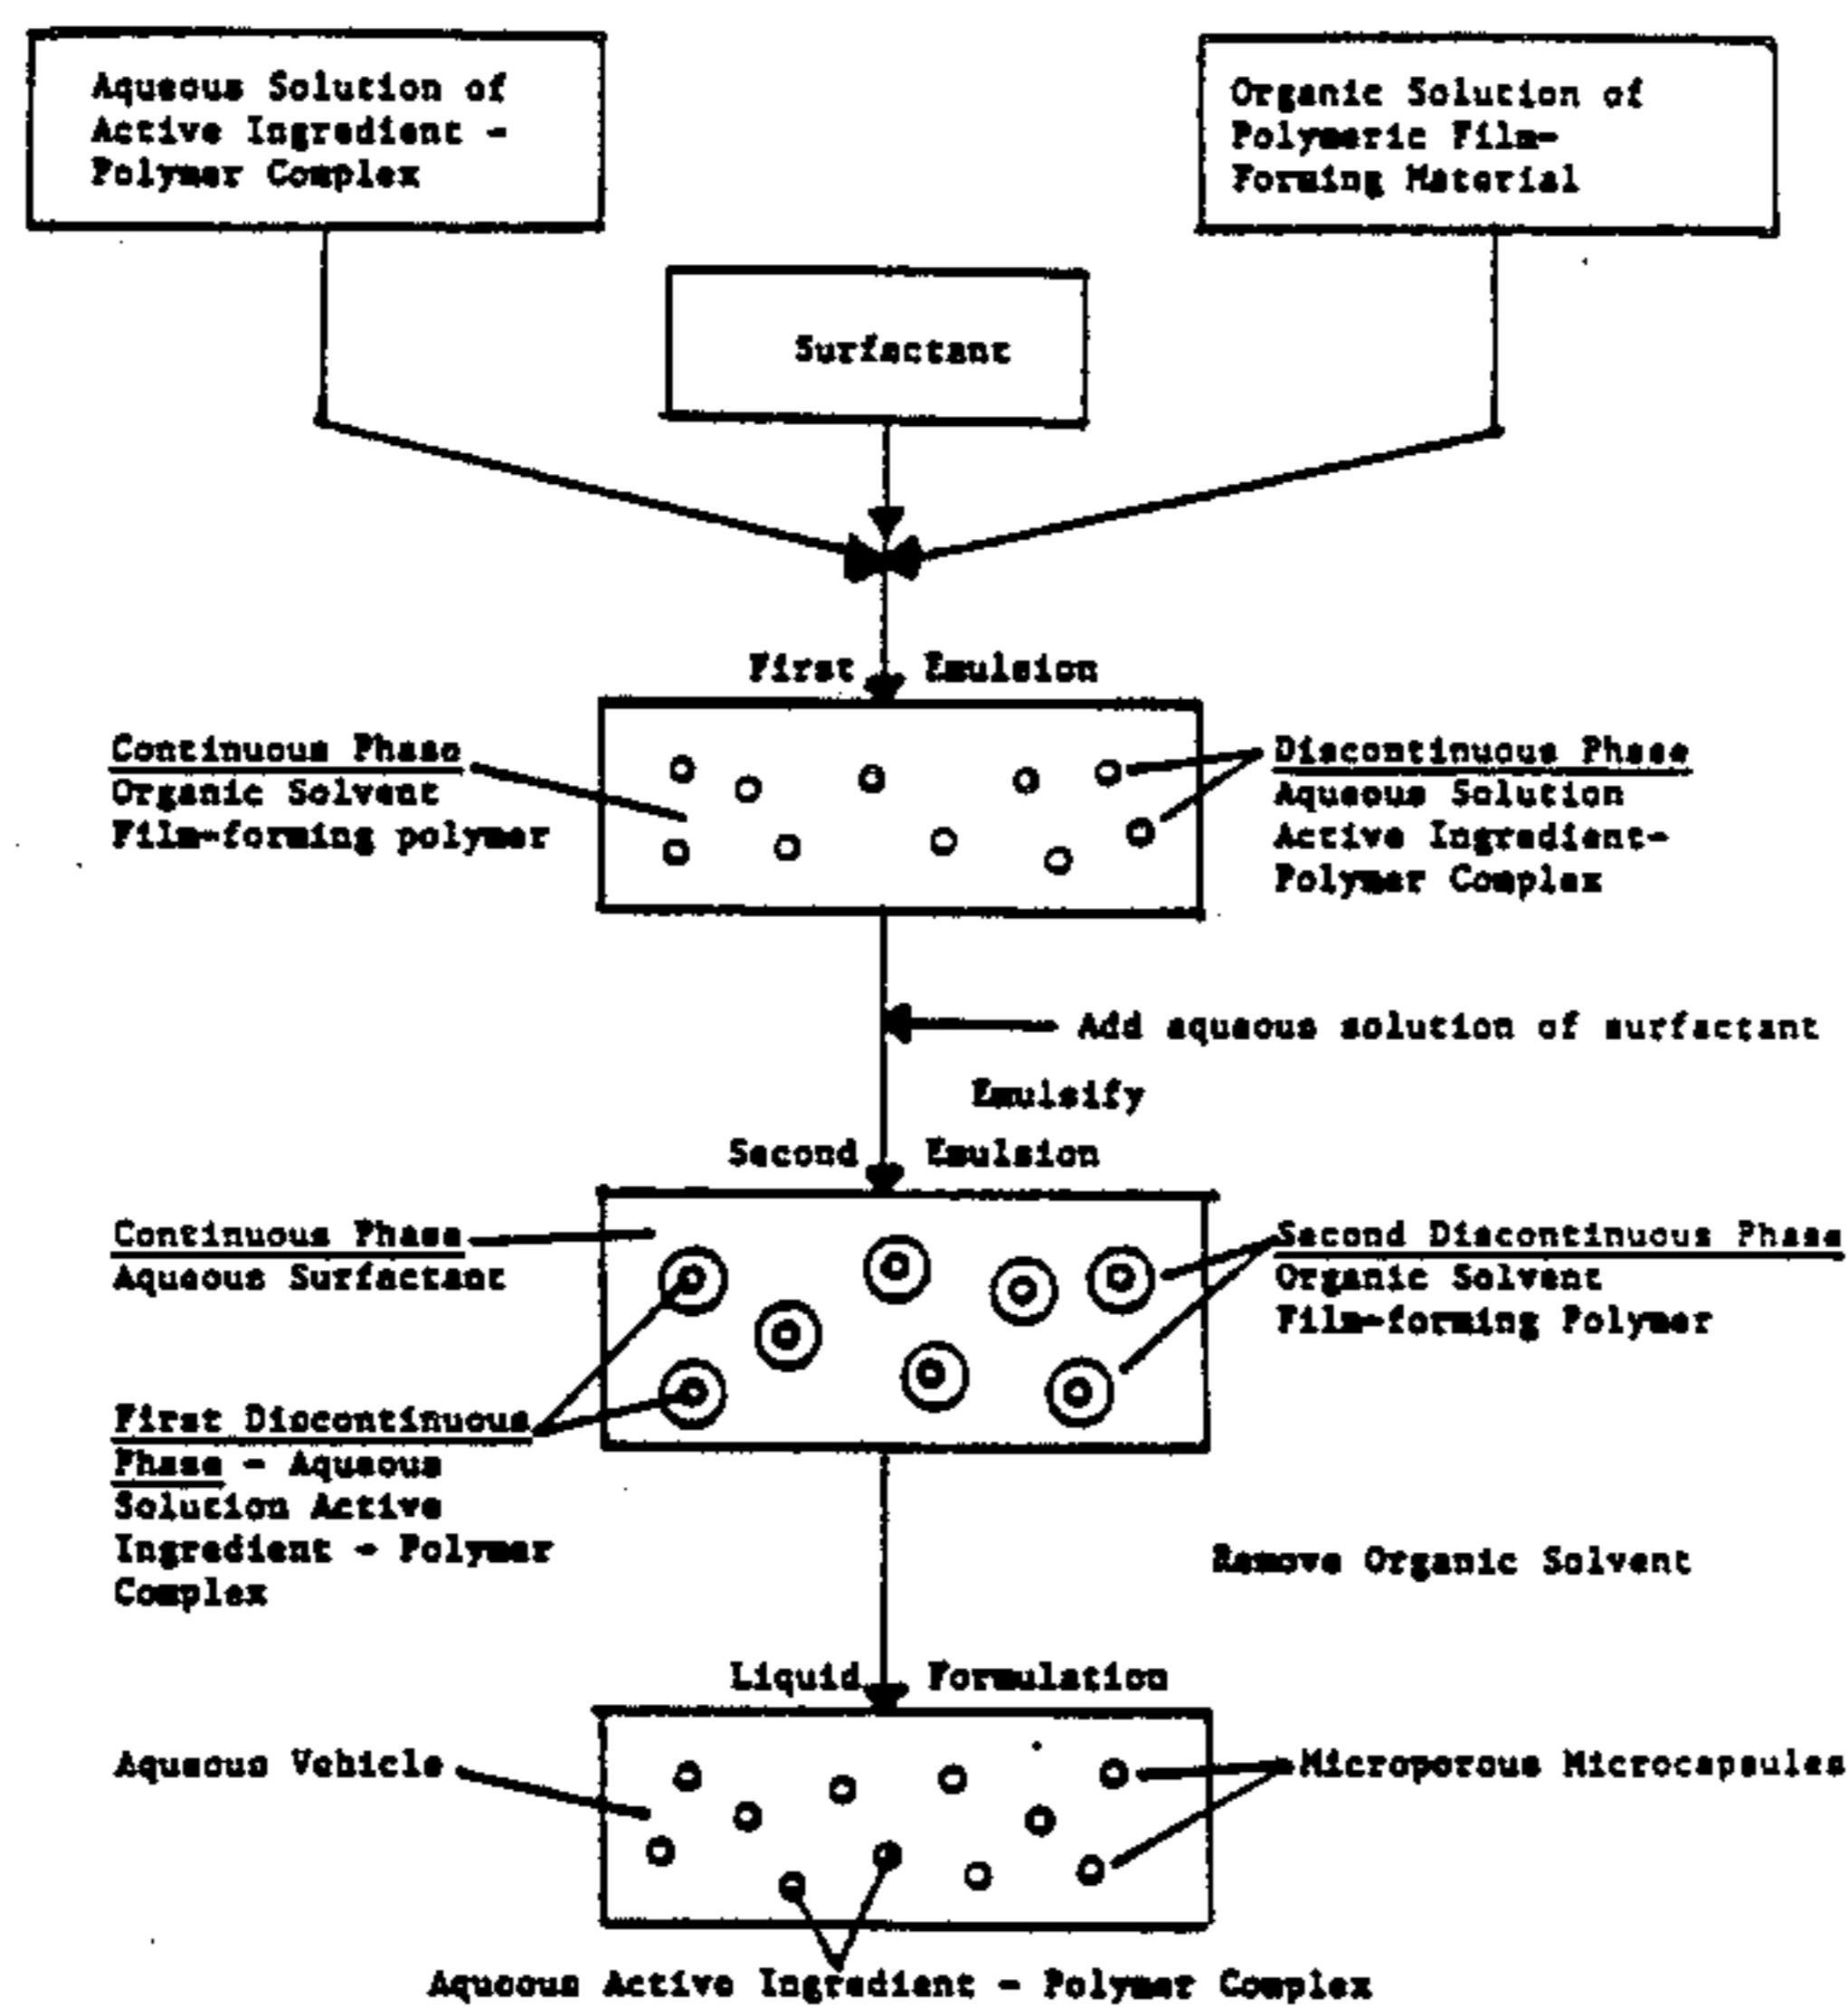 Aqueous Solution of
Active Ingredient -
Polymer Complex
Organic Solution of
Polymeric Film-
Forming Material
Surfactant
First Emulsion
Continuous Phase
Organic Solvent
Film-forming polymer
Discontinuous Phase
Aqueous Solution
Active Ingredient-
Polymer Complex
Add aqueous solution of surfactant
Emulsify
Second Emulsion
Continuous Phase
Aqueous Surfactant
Second Discontinuous Phase
Organic Solvent
Film-forming Polymer
First Discontinuous
Phase - Aqueous
Solution Active
Ingredient - Polymer
Complex
Remove Organic Solvent
Liquid Formulation
Aqueous Vehicle
Microporous Microcapsules
Aqueous Active Ingredient - Polymer Complex